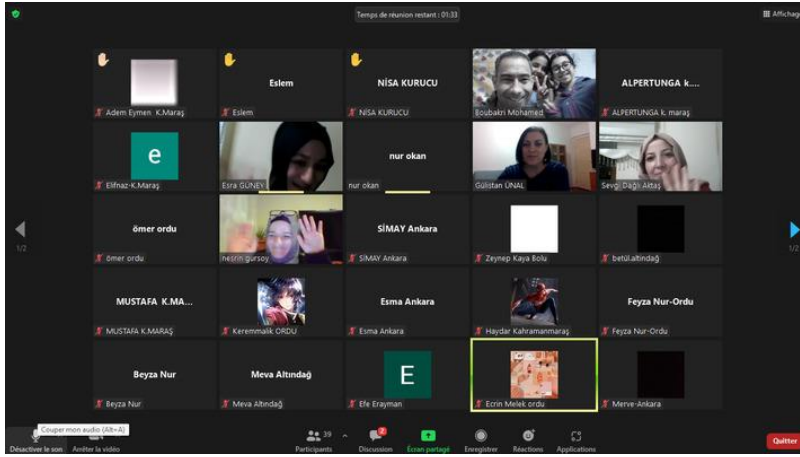 Temps de réunion restant : 01:33
Affichage
Adem Eymen K.Maraş
Eslem
Eslem
NİSA KURUCU
NİSA KURUCU
Boubakri Mohamed
ALPERTUNGA k....
ALPERTUNGA k. maraş
e
Elifnaz-K.Maraş
Esra GÜNEY
nur okan
nur okan
Gülistan ÜNAL
Sevgi Dağlı Aktaş
1/2
1/2
ömer ordu
ömer ordu
nesrin gürsoy
SİMAY Ankara
SİMAY Ankara
Zeynep Kaya Bolu
betül.altindağ
MUSTAFA K.MA...
MUSTAFA K.MARAŞ
Keremmalik ORDU
Esma Ankara
Esma Ankara
Haydar Kahramanmaraş
Feyza Nur-Ordu
Feyza Nur-Ordu
Beyza Nur
Beyza Nur
Meva Altındağ
Meva Altındağ
E
Efe Erayman
Ecrin Melek ordu
Merve-Ankara
Couper mon audio (Alt+A)
Désactiver le son
Arrêter la vidéo
39
Participants
2
Discussion
Écran partagé
Enregistrer
Réactions
Applications
Quitter